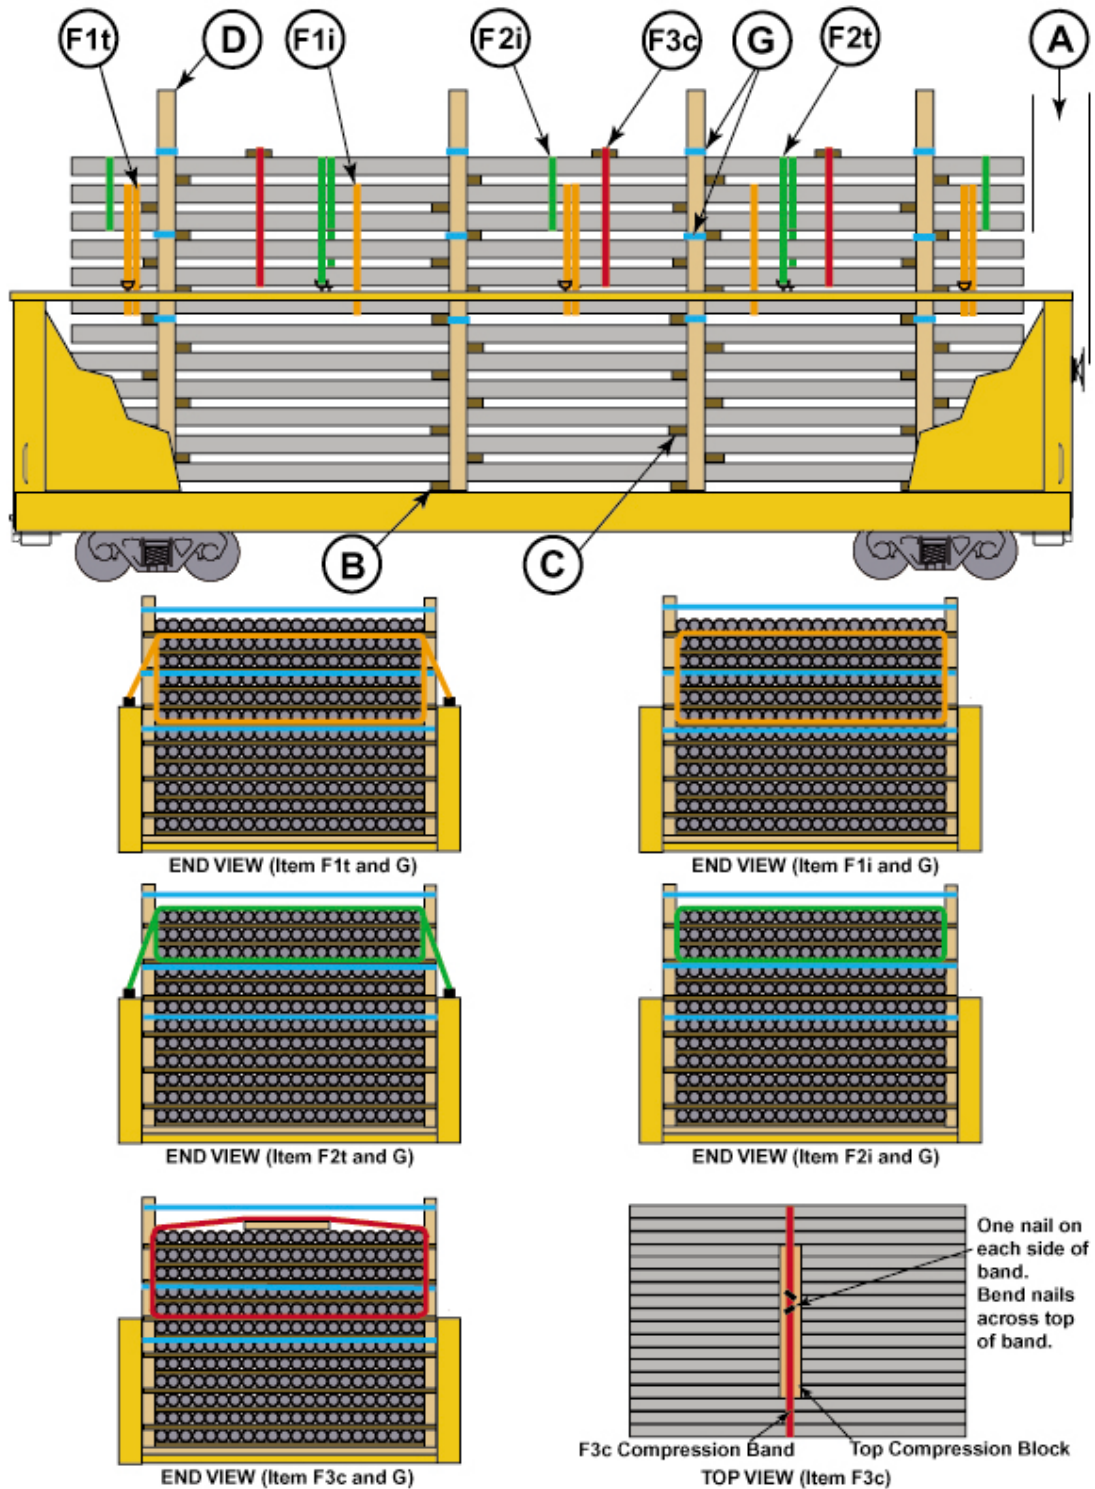 F1t D F1i F2i F3c G F2t A
B C
END VIEW (Item F1t and G)
END VIEW (Item F1i and G)
END VIEW (Item F2t and G)
END VIEW (Item F2i and G)
END VIEW (Item F3c and G)
One nail on
each side of
band.
Bend nails
across top
of band.
F3c Compression Band
Top Compression Block
TOP VIEW (Item F3c)